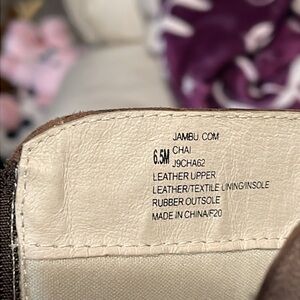 JAMBU.COM
6.5M CHAI
J9CHA62
LEATHER UPPER
LEATHER/TEXTILE LINING/INSOLE
RUBBER OUTSOLE
MADE IN CHINA/F20